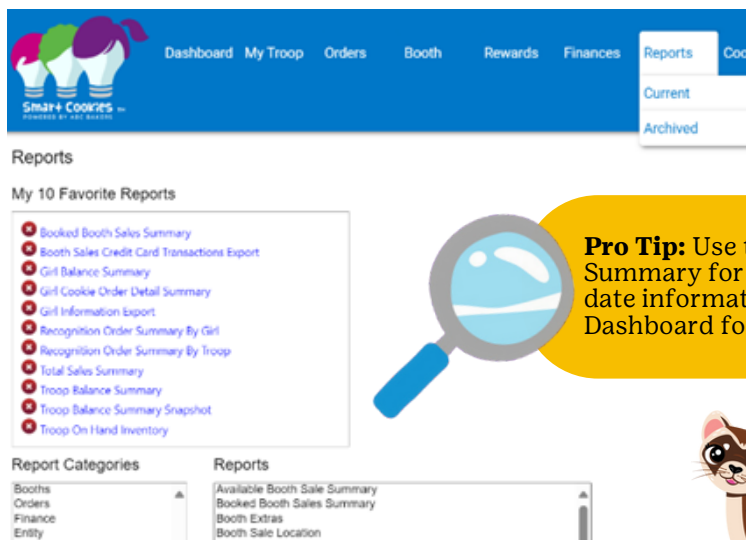 Dashboard My Troop Orders Booth Rewards Finances Reports Coo
Smart Cookies
POWERED BY ABC BAKERS
Current
Archived
Reports
My 10 Favorite Reports
Booked Booth Sales Summary
Booth Sales Credit Card Transactions Export
Girl Balance Summary
Girl Cookie Order Detail Summary
Girl Information Export
Recognition Order Summary By Girl
Recognition Order Summary By Troop
Total Sales Summary
Troop Balance Summary
Troop Balance Summary Snapshot
Troop On Hand Inventory
Pro Tip: Use t
Summary for
date informat
Dashboard fo
Report Categories
Booths
Orders
Finance
Entity
Reports
Available Booth Sale Summary
Booked Booth Sales Summary
Booth Extras
Booth Sale Location